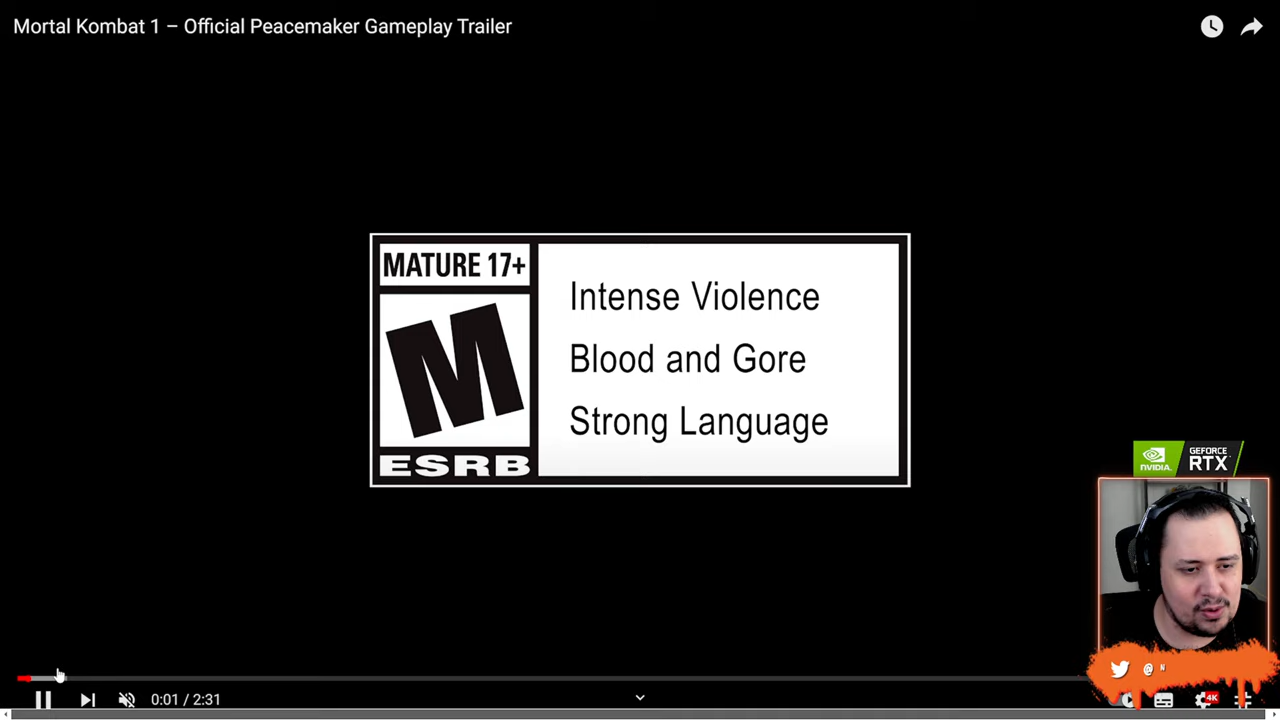 Mortal Kombat 1 – Official Peacemaker Gameplay Trailer
MATURE 17+
M
ESRB
Intense Violence
Blood and Gore
Strong Language
NVIDIA.
GEFORCE
RTX
@ N
0:01 / 2:31
4K